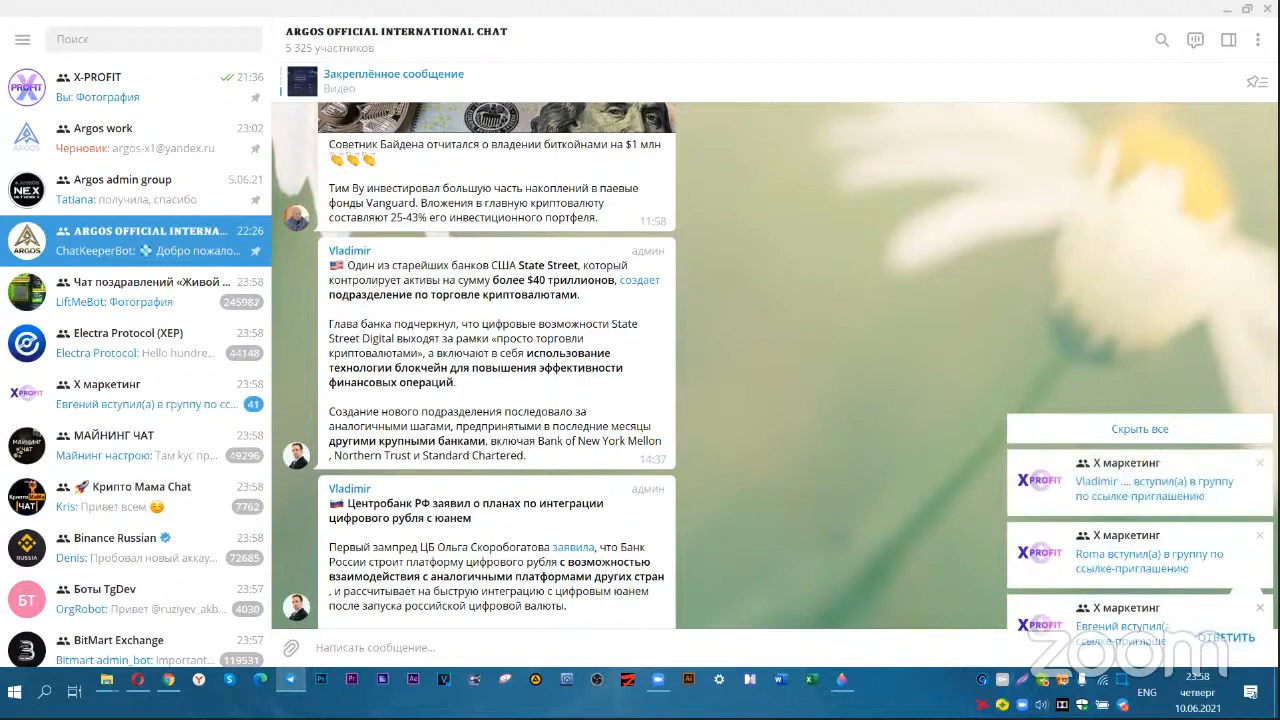 Поиск
X-PROFIT 21:36
Вы: Фотография
Argos work 23:02
Черновик: argos-x1@yandex.ru
Argos admin group 5.06.21
Tatiana: получила, спасибо
ARGOS OFFICIAL INTERNA... 22:26
ChatKeeperBot: Добро пожало...
Чат поздравлений «Живой ... 23:58
LiftMeBot: Фотография 245982
Electra Protocol (XEP) 23:58
Electra Protocol: Hello hundre... 44148
X маркетинг 23:58
Евгений вступил(а) в группу по сс... 41
МАЙНИНГ ЧАТ 23:58
Майнинг настрою: Там кус пр... 49296
Крипто Мама Chat 23:58
Kris: Привет всем 😊 7762
Binance Russian 23:58
Denis: Пробовал новый аккау... 72685
Боты TgDev 23:57
OrgRobot: Привет @ruziyev_akb... 4030
BitMart Exchange 23:57
Bitmart admin_bot: Important... 119531
ARGOS OFFICIAL INTERNATIONAL CHAT
5 325 участников
Закреплённое сообщение
Видео
Советник Байдена отчитался о владении биткойнами на $1 млн
👏👏👏
Тим Ву инвестировал большую часть накоплений в паевые
фонды Vanguard. Вложения в главную криптовалюту
составляют 25-43% его инвестиционного портфеля. 11:58
Vladimir админ
🇺🇸 Один из старейших банков США State Street, который
контролирует активы на сумму более $40 триллионов, создает
подразделение по торговле криптовалютами.
Глава банка подчеркнул, что цифровые возможности State
Street Digital выходят за рамки «просто торговли
криптовалютами», а включают в себя использование
технологии блокчейн для повышения эффективности
финансовых операций.
Создание нового подразделения последовало за
аналогичными шагами, предпринятыми в последние месяцы
другими крупными банками, включая Bank of New York Mellon
, Northern Trust и Standard Chartered. 14:37
Vladimir админ
🇷🇺 Центробанк РФ заявил о планах по интеграции
цифрового рубля с юанем
Первый зампред ЦБ Ольга Скоробогатова заявила, что Банк
России строит платформу цифрового рубля с возможностью
взаимодействия с аналогичными платформами других стран
, и рассчитывает на быструю интеграцию с цифровым юанем
после запуска российской цифровой валюты.
Написать сообщение...
Скрыть все
X маркетинг
Vladimir .... вступил(а) в группу
по ссылке-приглашению
X маркетинг
Roma вступил(а) в группу по
ссылке-приглашению
X маркетинг
Евгений вступил(а
ссылке-приглаше
ОТВЕТИТЬ
zoom
23:58
ENG четверг
10.06.2021